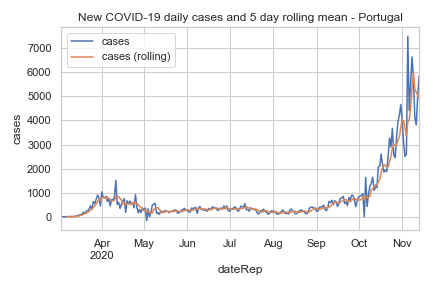 New COVID-19 daily cases and 5 day rolling mean - Portugal
cases
cases (rolling)
7000
6000
5000
4000
3000
2000
1000
0
cases
Apr May Jun Jul Aug Sep Oct Nov
2020
dateRep